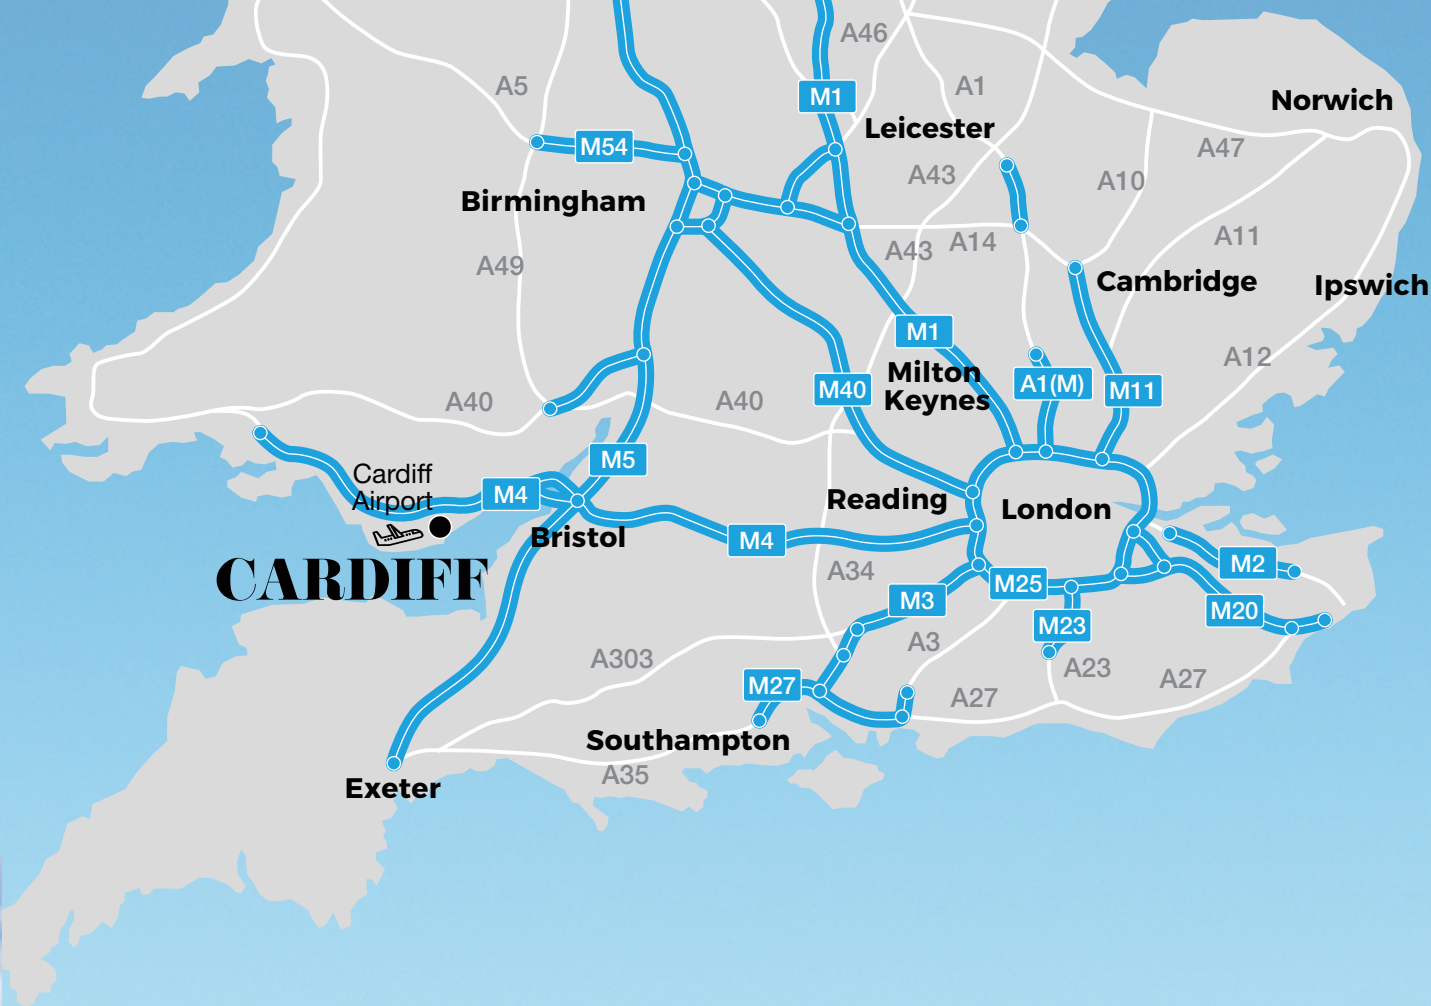 A46
A5
A1
M1
Norwich
Leicester
M54
A47
A43
A10
Birmingham
A11
A43
A14
A49
Cambridge
Ipswich
M1
A12
Milton
Keynes
M40
A1(M)
M11
A40
A40
M5
Cardiff
Airport
M4
Reading
London
Bristol
M4
CARDIFF
A34
M2
M25
M3
M20
M23
A3
A303
A23
A27
M27
A27
Southampton
A35
Exeter